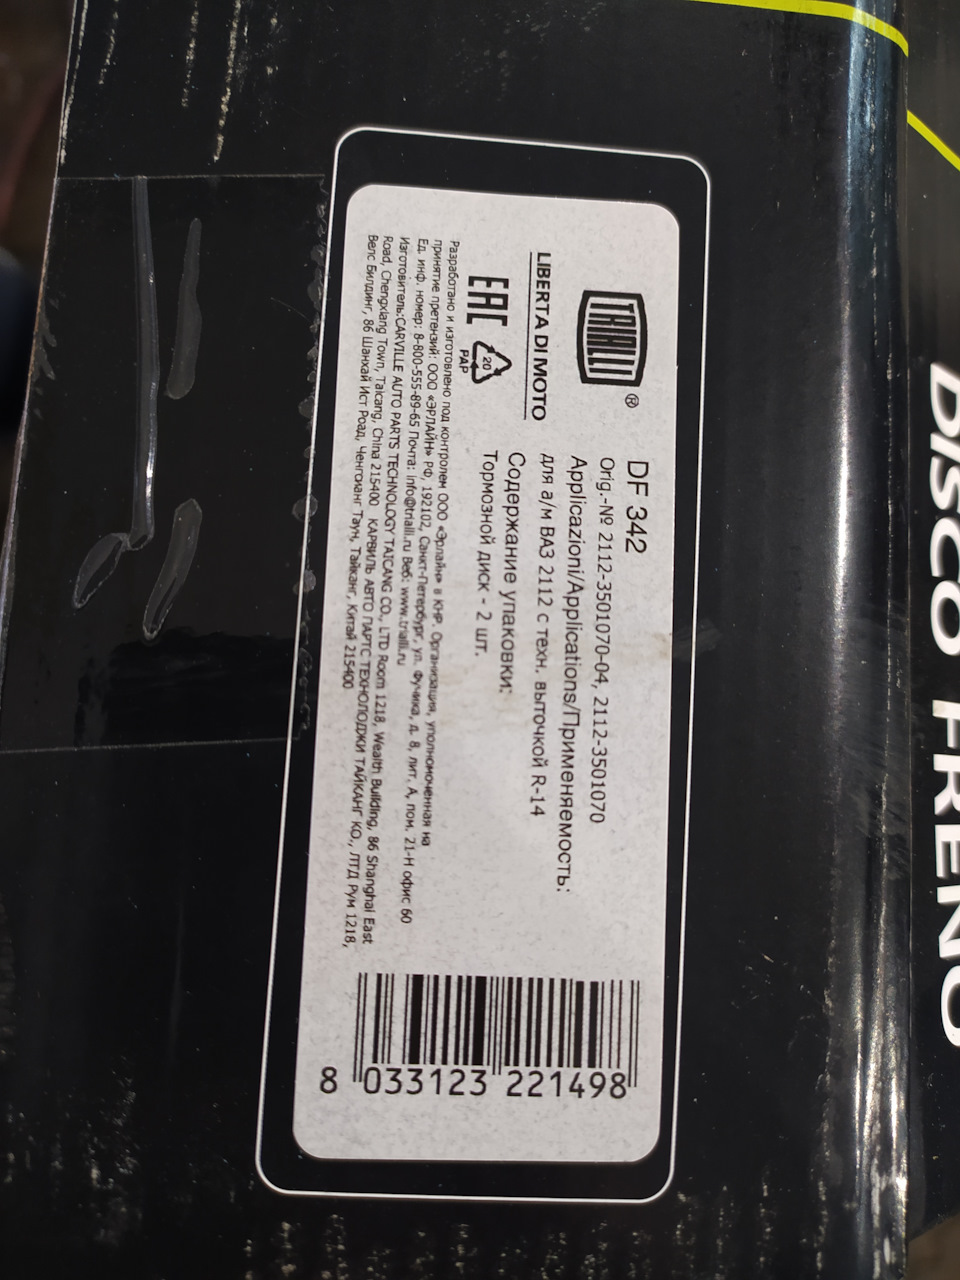 DISCO FRENO
TRIALLI®
LIBERTA DI MOTO
EAC
20
PAP
DF 342
Orig.-№ 2112-3501070-04, 2112-3501070
Applicazioni/Applications/Применяемость:
для а/м ВАЗ 2112 с техн. выточкой R-14
Содержание упаковки:
Тормозной диск - 2 шт.
Разработано и изготовлено под контролем ООО «Эрлайн» в КНР. Организация, уполномоченная на
принятие претензий: ООО «ЭРЛАЙН» РФ, 192102, Санкт-Петербург, ул. Фучика, д. 8, лит. А, пом. 21-Н офис 60
Ед. инф. номер: 8-800-555-89-65 Почта: info@trialli.ru Веб: www.trialli.ru
Изготовитель:CARVILLE AUTO PARTS TECHNOLOGY TAICANG CO., LTD Room 1218, Wealth Building, 86 Shanghai East
Road, Chengxiang Town, Taicang, China 215400 КАРВИЛЬ АВТО ПАРТС ТЕХНОЛОДЖИ ТАЙКАНГ КО., ЛТД Рум 1218,
Велс Билдинг, 86 Шанхай Ист Роад, Ченгсианг Таун, Тайканг, Китай 215400
8 033123 221498